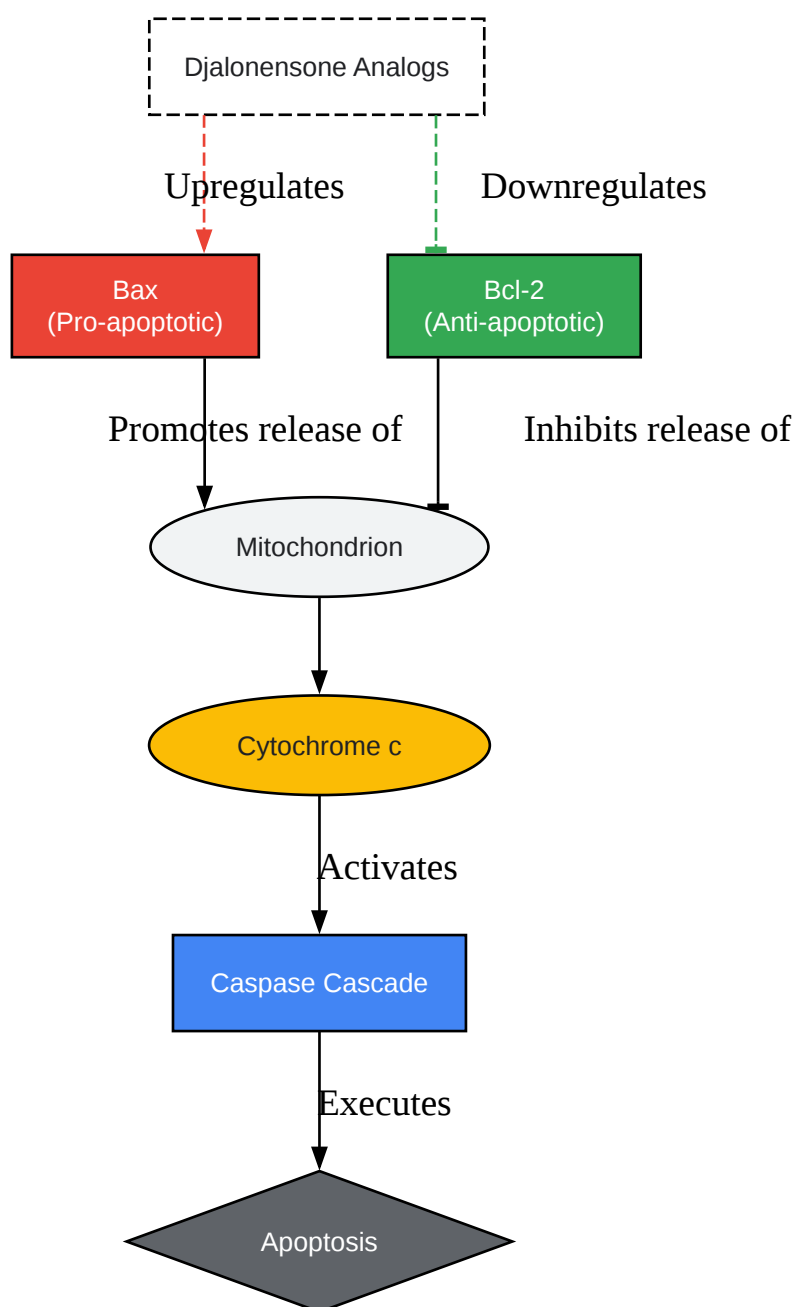 Djalonensone Analogs
Upregulates
Downregulates
Bax
(Pro-apoptotic)
Bcl-2
(Anti-apoptotic)
Promotes release of
Inhibits release of
Mitochondrion
Cytochrome c
Activates
Caspase Cascade
Executes
Apoptosis